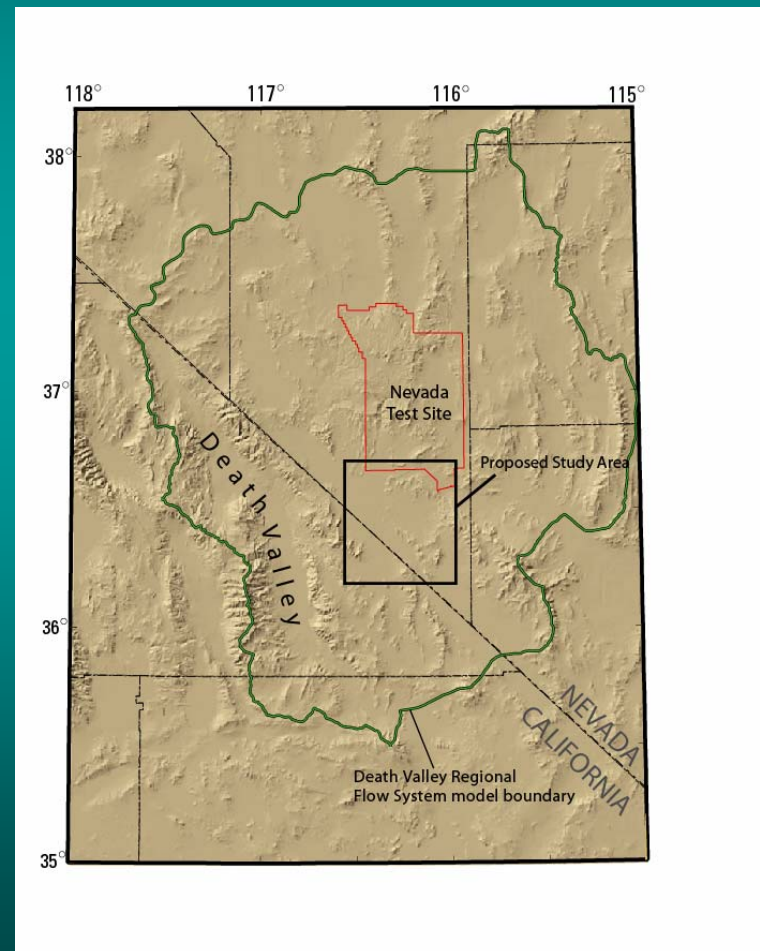 118°
117°
116°
115°
38°
37°
36°
35°
Nevada
Test Site
Proposed Study Area
Death Valley
NEVADA
CALIFORNIA
Death Valley Regional
Flow System model boundary